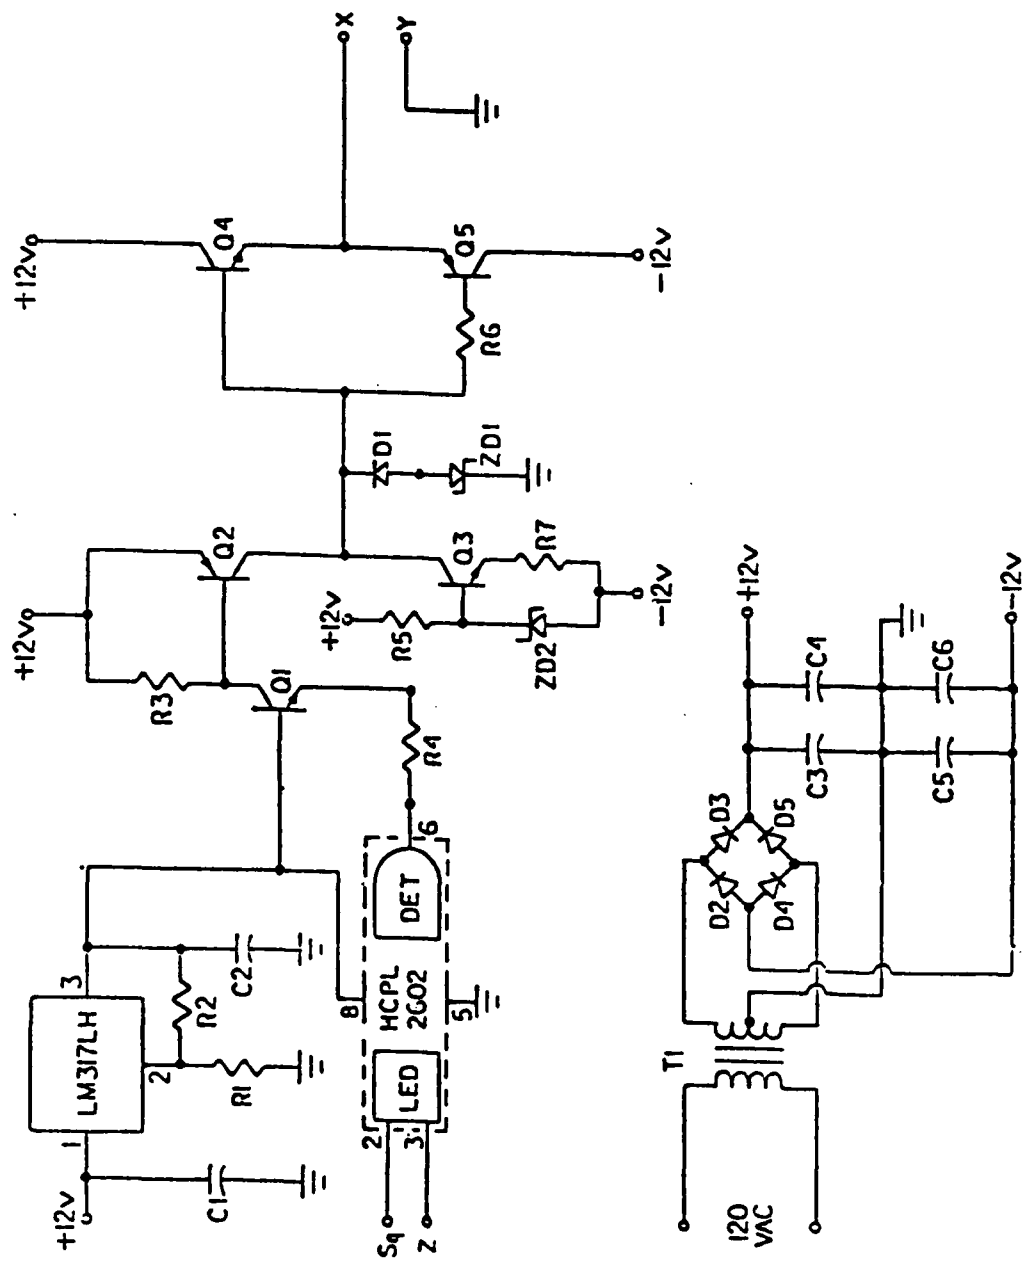 +12v
1
LM317LH
3
2
C1
R1
R2
C2
Sq
Z
2
3
LED
HCPL
2602
DET
8
5
6
R4
R3
Q1
+12v
Q2
+12v
R5
Q3
ZD2
R7
-12v
D1
ZD1
+12v
Q4
Q5
R6
-12v
X
Y
120
VAC
T1
D2
D3
D4
D5
C3
C4
C5
C6
+12v
-12v